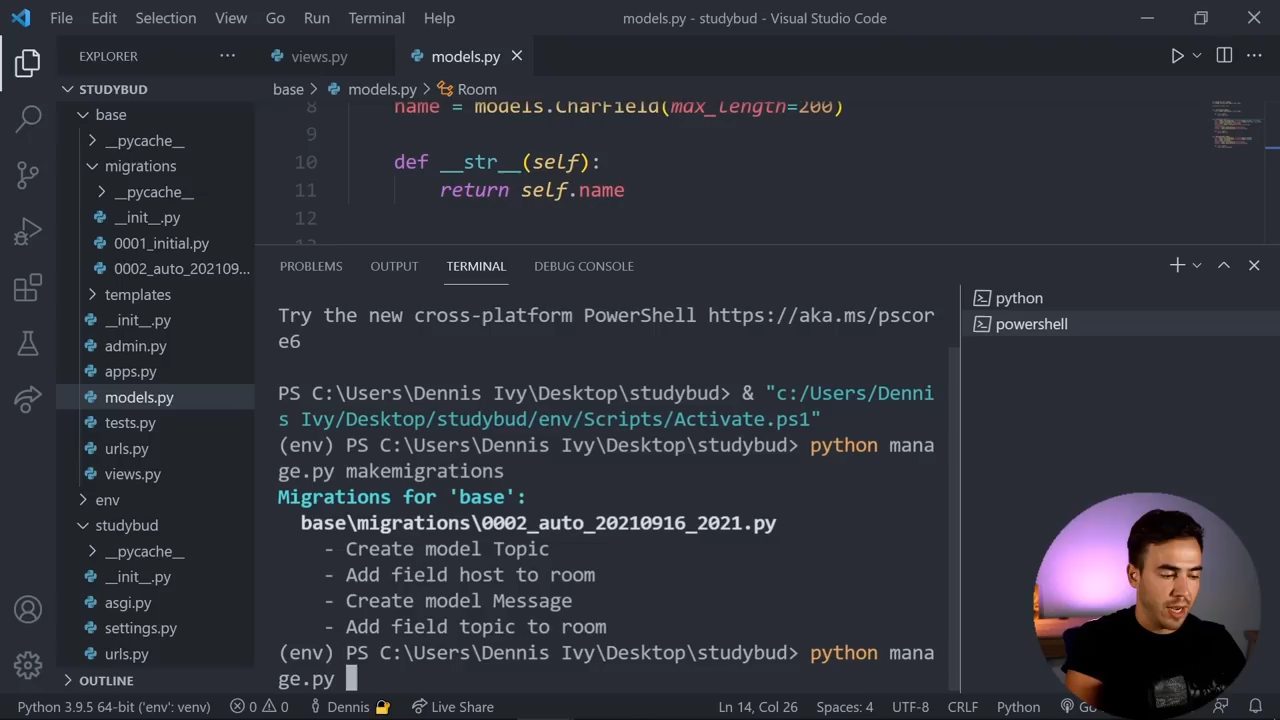 File Edit Selection View Go Run Terminal Help models.py - studybud - Visual Studio Code
EXPLORER ··· views.py models.py
STUDYBUD
base > models.py > Room
base
__pycache__
migrations
__pycache__
__init__.py
0001_initial.py
0002_auto_202109...
templates
__init__.py
admin.py
apps.py
models.py
tests.py
urls.py
views.py
env
studybud
__pycache__
__init__.py
asgi.py
settings.py
urls.py
OUTLINE
8 name = models.CharField(max_length=200)
9
10 def __str__(self):
11 return self.name
12
13
PROBLEMS OUTPUT TERMINAL DEBUG CONSOLE
python
powershell
Try the new cross-platform PowerShell https://aka.ms/pscor
e6
PS C:\Users\Dennis Ivy\Desktop\studybud> & "c:/Users/Denni
s Ivy/Desktop/studybud/env/Scripts/Activate.ps1"
(env) PS C:\Users\Dennis Ivy\Desktop\studybud> python mana
ge.py makemigrations
Migrations for 'base':
base\migrations\0002_auto_20210916_2021.py
- Create model Topic
- Add field host to room
- Create model Message
- Add field topic to room
(env) PS C:\Users\Dennis Ivy\Desktop\studybud> python mana
ge.py
Python 3.9.5 64-bit ('env': venv) 0 0 Dennis Live Share Ln 14, Col 26 Spaces: 4 UTF-8 CRLF Python